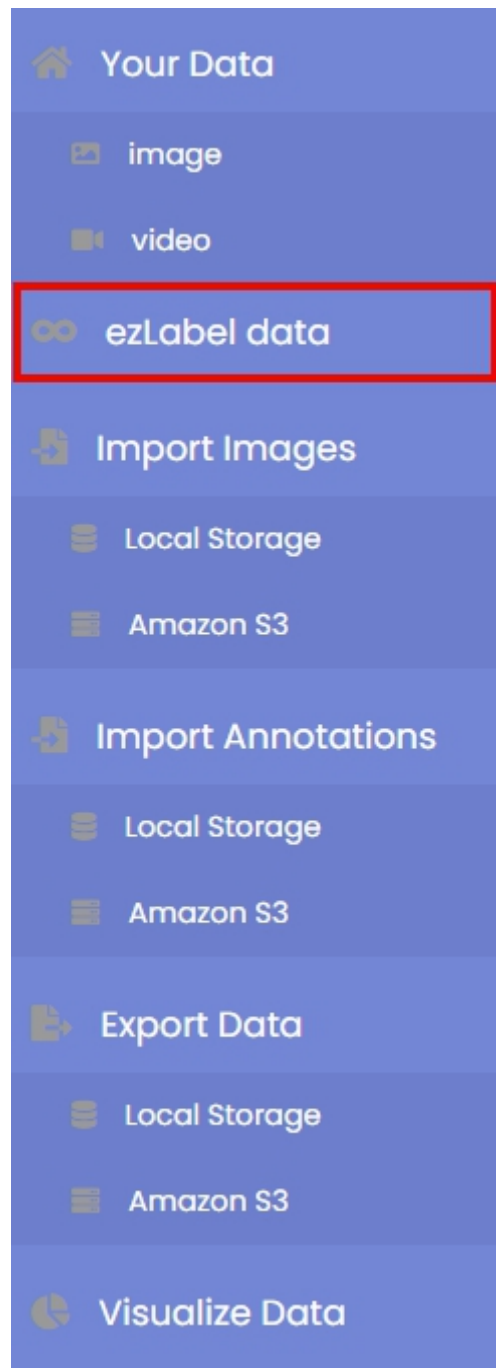 Your Data
image
video
ezLabel data
Import Images
Local Storage
Amazon S3
Import Annotations
Local Storage
Amazon S3
Export Data
Local Storage
Amazon S3
Visualize Data